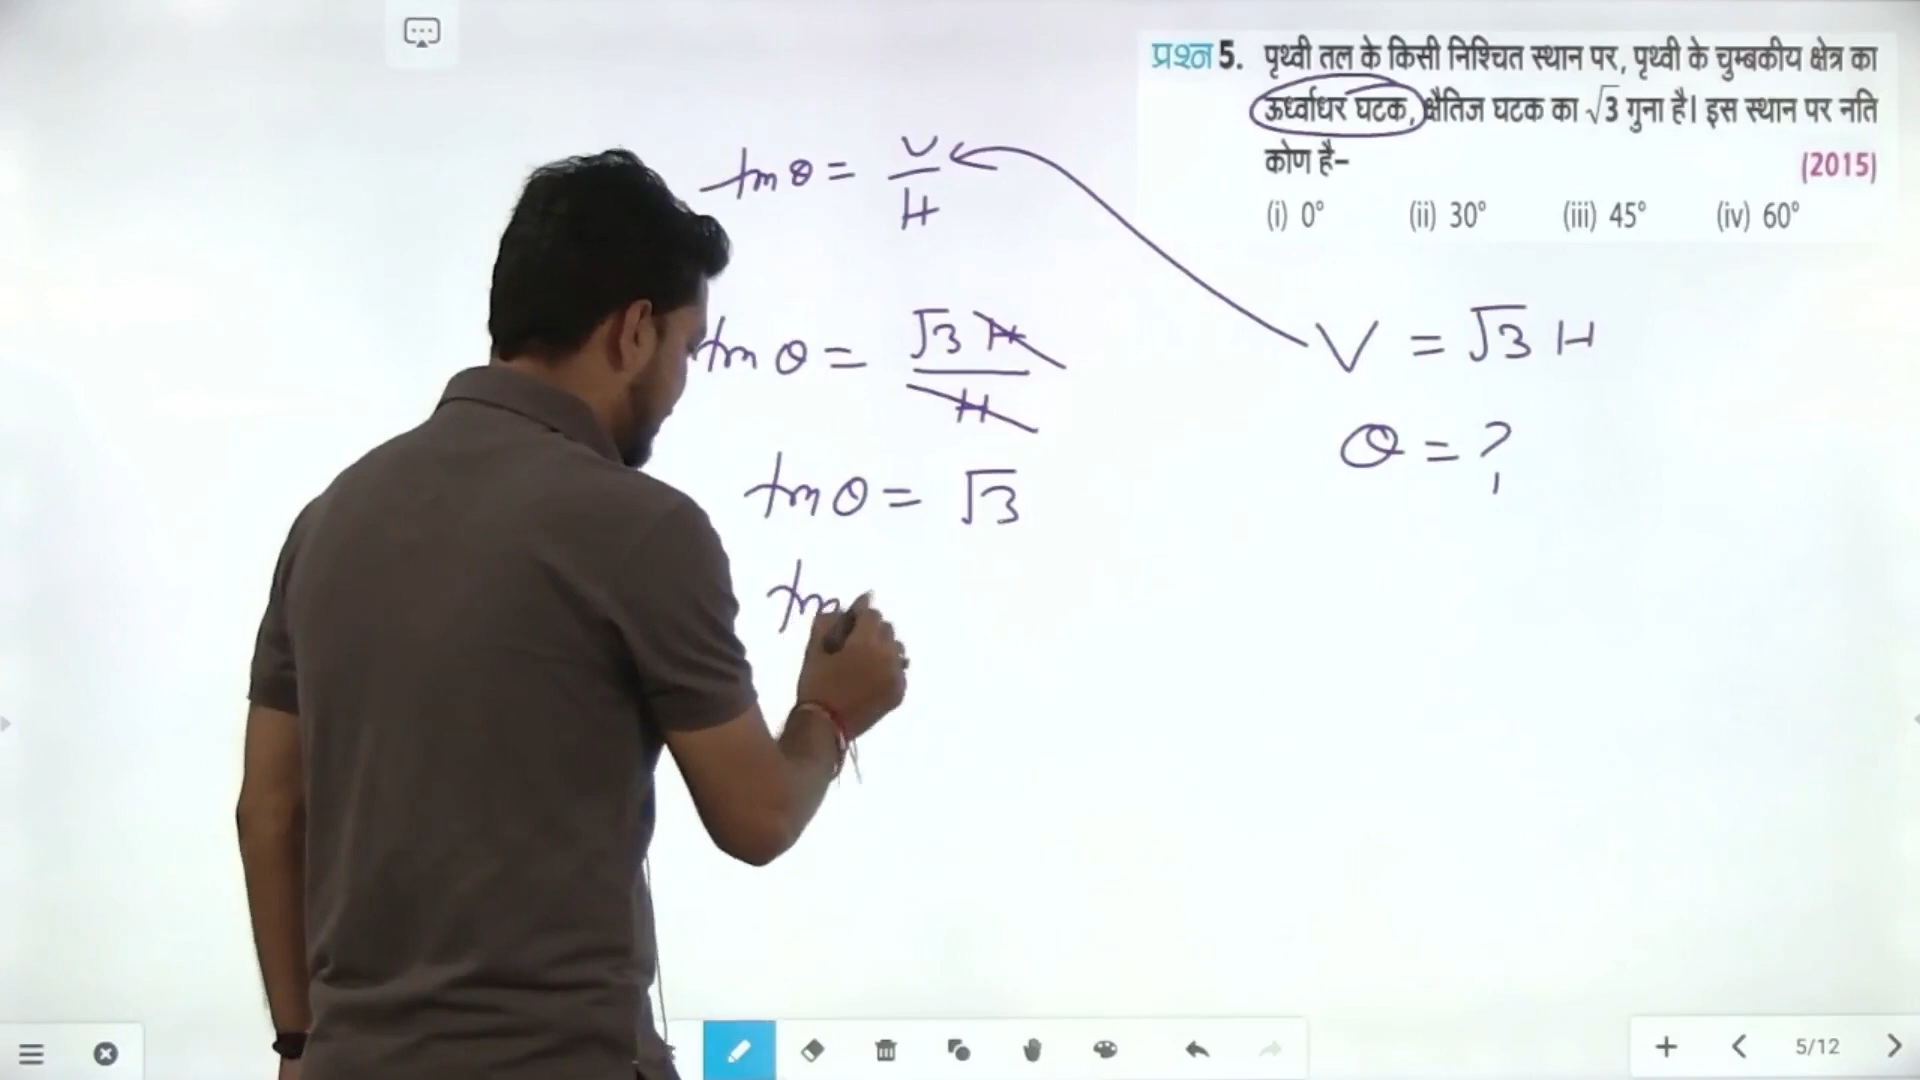 प्रश्न 5. पृथ्वी तल के किसी निश्चित स्थान पर, पृथ्वी के चुम्बकीय क्षेत्र का
ऊर्ध्वाधर घटक, क्षैतिज घटक का √3 गुना है। इस स्थान पर नति
कोण है–
(2015)
(i) 0° (ii) 30° (iii) 45° (iv) 60°
tan θ = V/H
tan θ = √3 H/H
tan θ = √3
tan
V = √3 H
θ = ?
5/12